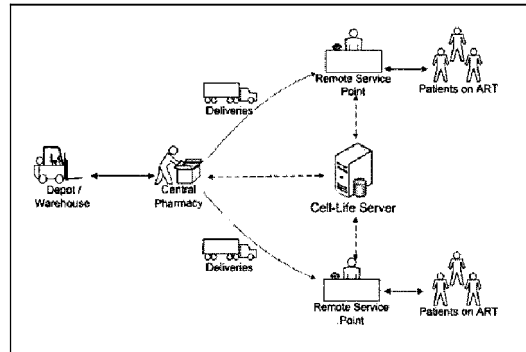 Remote Service
Point
Patients on ART
Deliveries
Depot /
Warehouse
Central
Pharmacy
Cell-Life Server
Deliveries
Remote Service
Point
Patients on ART